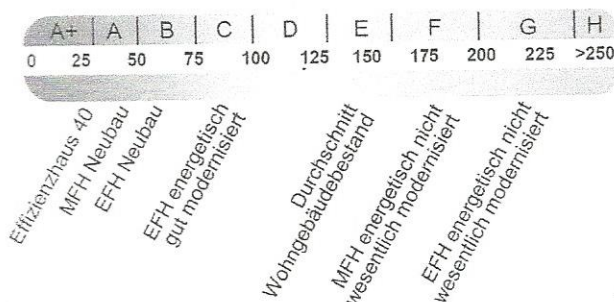 A+ A B C D E F G H
0 25 50 75 100 125 150 175 200 225 >250
Effizienzhaus 40
MFH Neubau
EFH Neubau
EFH energetisch
gut modernisiert
Durchschnitt
Wohngebäudebestand
MFH energetisch nicht
wesentlich modernisiert
EFH energetisch nicht
wesentlich modernisiert